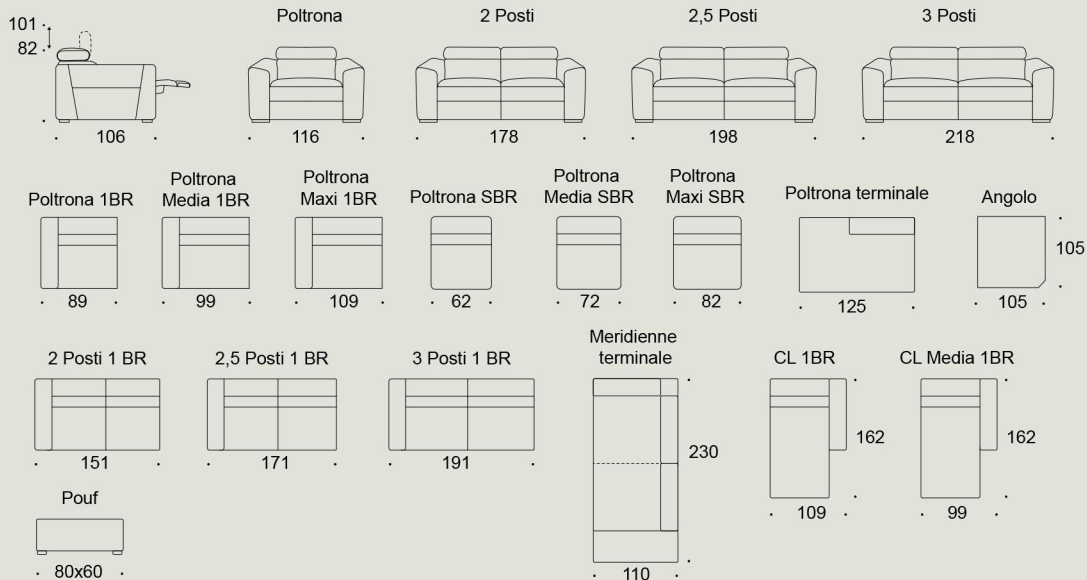 Poltrona
2 Posti
2,5 Posti
3 Posti
101
82
106
116
178
198
218
Poltrona 1BR
Poltrona
Media 1BR
Poltrona
Maxi 1BR
Poltrona SBR
Poltrona
Media SBR
Poltrona
Maxi SBR
Poltrona terminale
Angolo
105
89
99
109
62
72
82
125
105
2 Posti 1 BR
2,5 Posti 1 BR
3 Posti 1 BR
Meridienne
terminale
CL 1BR
CL Media 1BR
230
162
162
151
171
191
109
99
110
Pouf
80x60